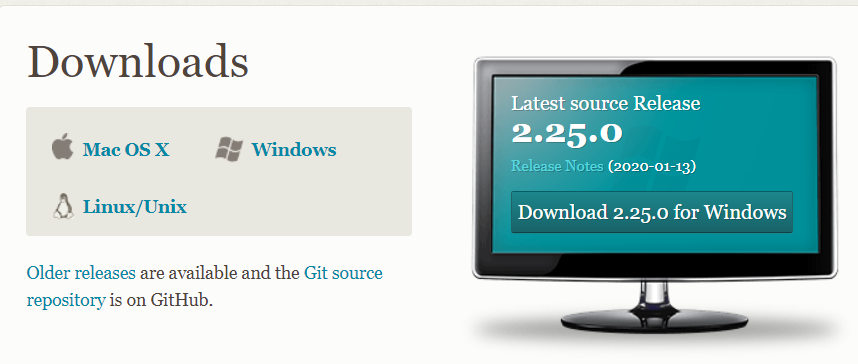 Downloads
Mac OS X
Windows
Linux/Unix
Older releases are available and the Git source
repository is on GitHub.
Latest source Release
2.25.0
Release Notes (2020-01-13)
Download 2.25.0 for Windows